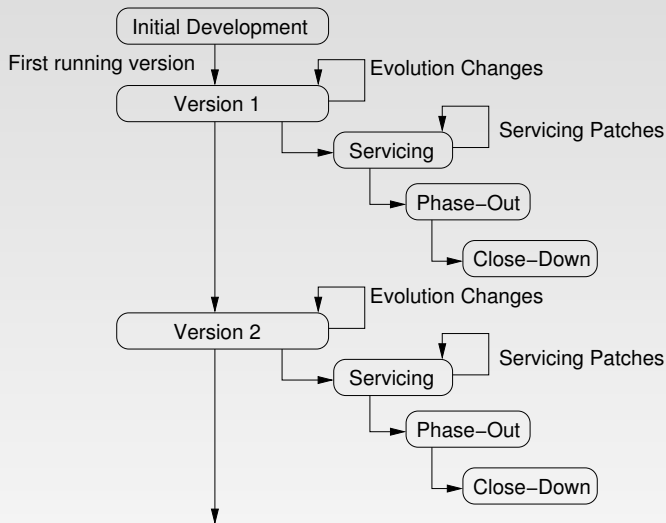 Initial Development
First running version
Evolution Changes
Version 1
Servicing Patches
Servicing
Phase−Out
Close−Down
Evolution Changes
Version 2
Servicing Patches
Servicing
Phase−Out
Close−Down